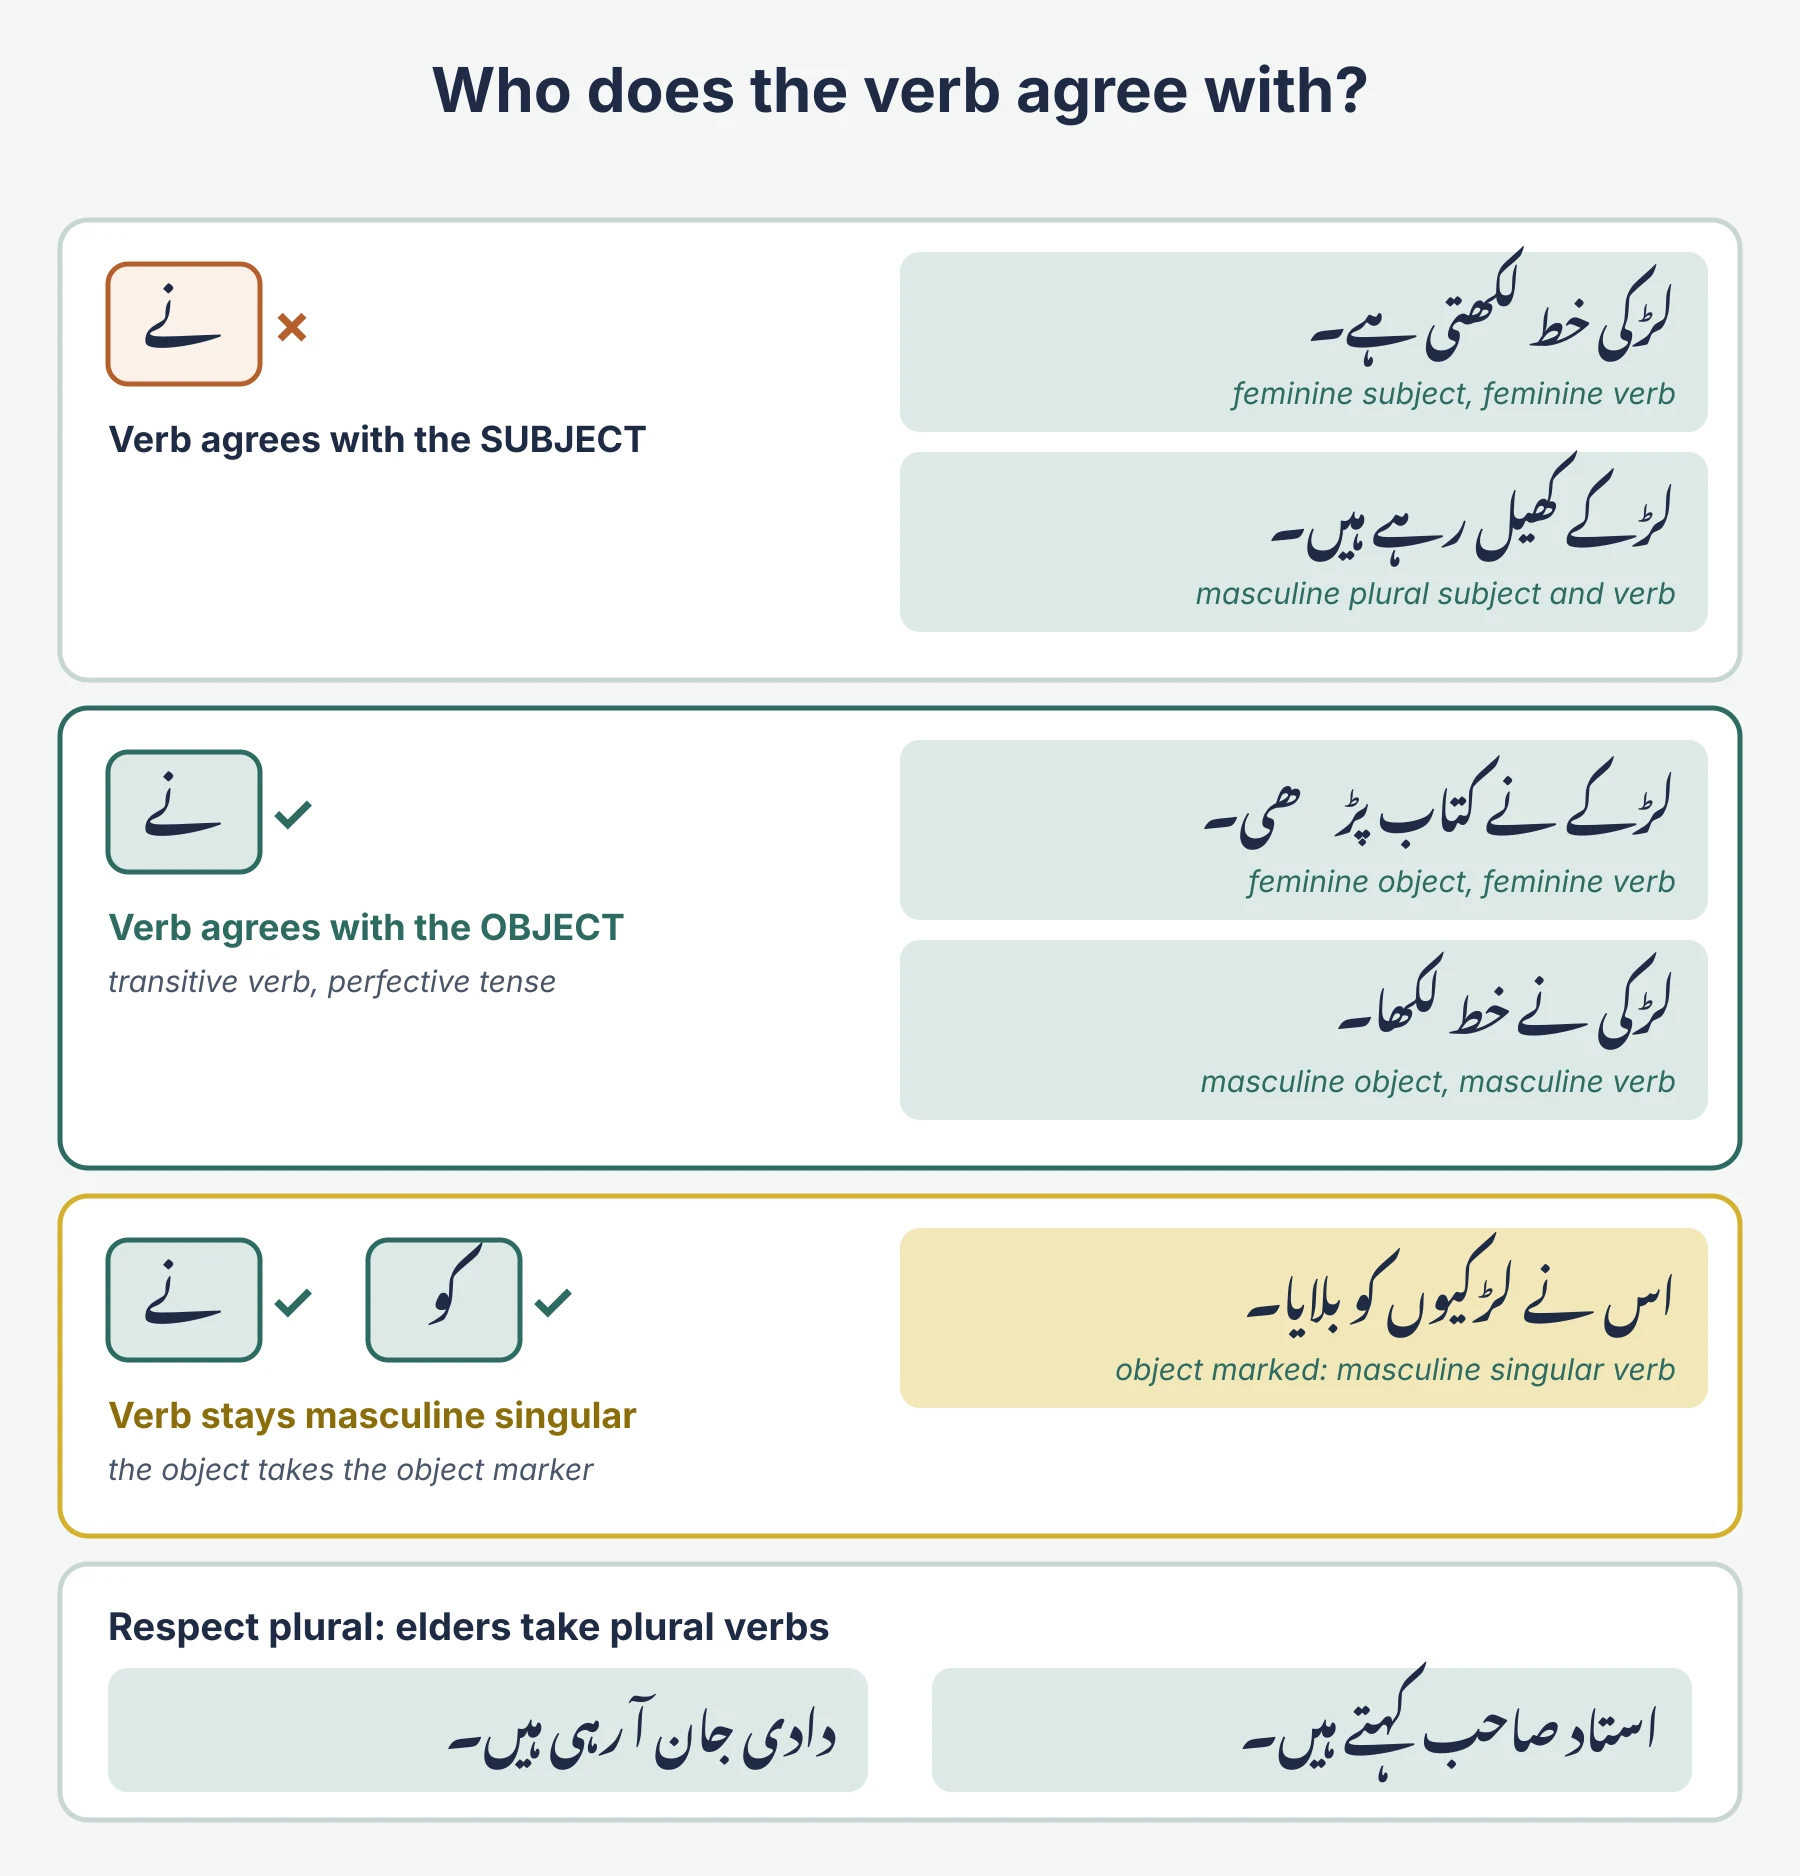 Who does the verb agree with?
نے
Verb agrees with the SUBJECT
لڑکی خط لکھتی ہے۔
feminine subject, feminine verb
لڑکے کھیل رہے ہیں۔
masculine plural subject and verb
نے
Verb agrees with the OBJECT
transitive verb, perfective tense
لڑکے نے کتاب پڑھی۔
feminine object, feminine verb
لڑکی نے خط لکھا۔
masculine object, masculine verb
نے
کو
Verb stays masculine singular
the object takes the object marker
اس نے لڑکیوں کو بلایا۔
object marked: masculine singular verb
Respect plural: elders take plural verbs
استاد صاحب کہتے ہیں۔
دادی جان آ رہی ہیں۔